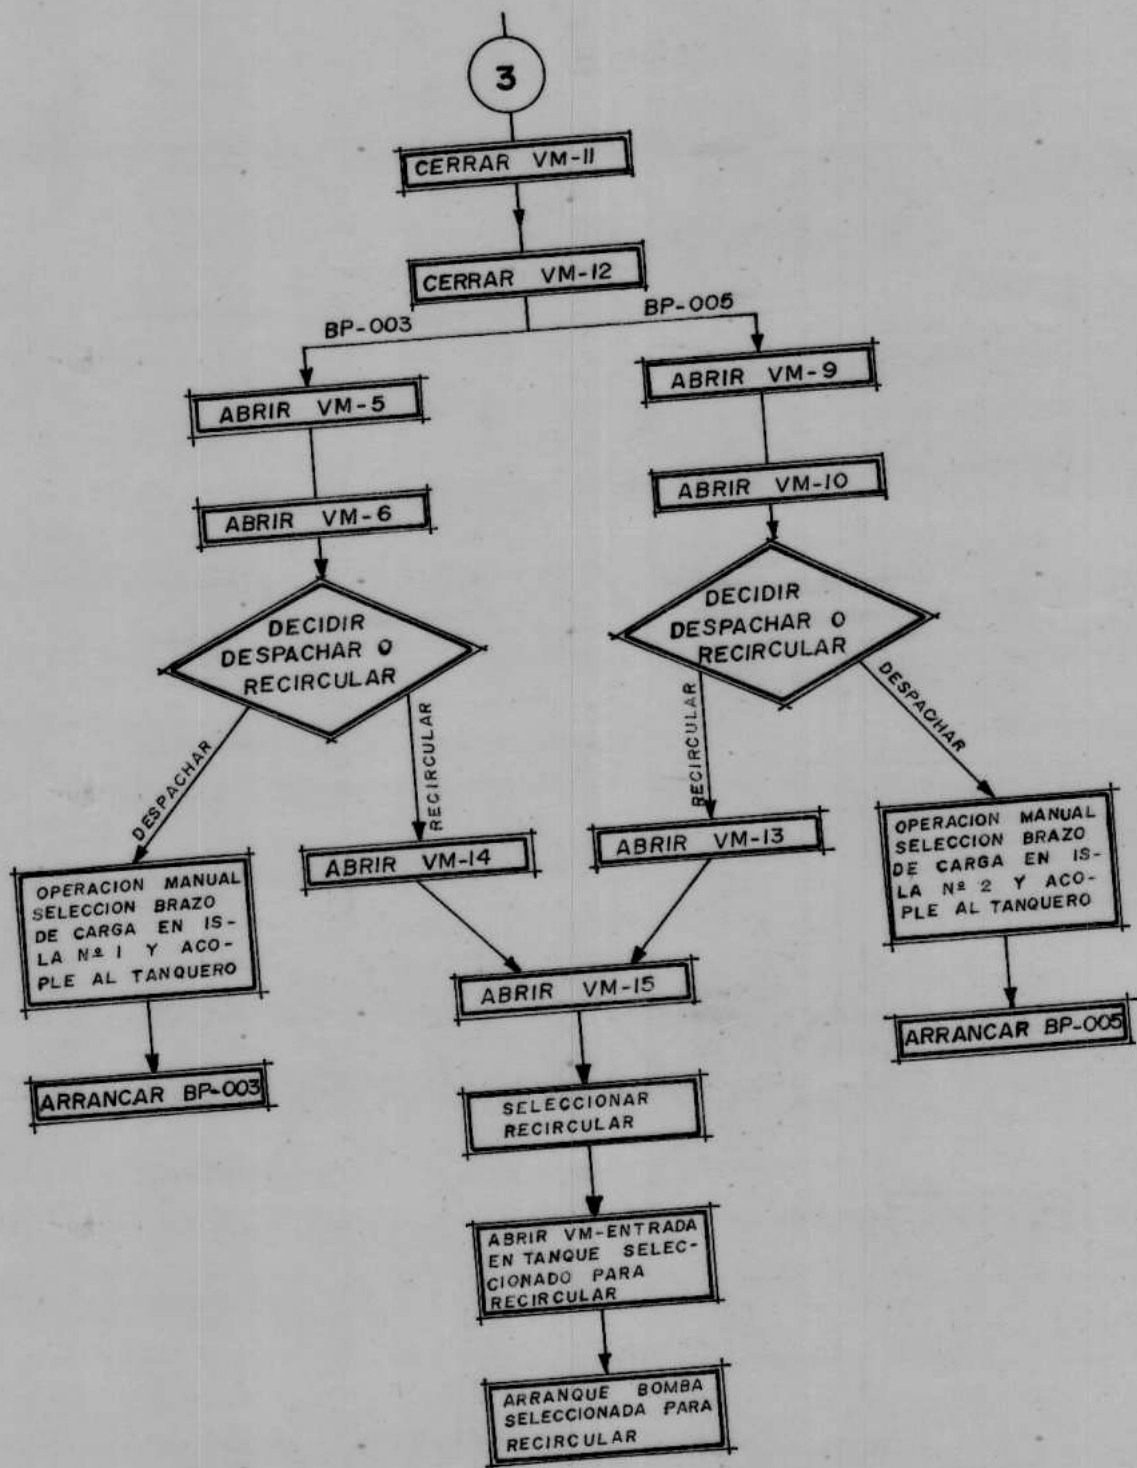 3
CERRAR VM-11
CERRAR VM-12
BP-003
BP-005
ABRIR VM-5
ABRIR VM-9
ABRIR VM-6
ABRIR VM-10
DECIDIR
DESPACHAR O
RECIRCULAR
DECIDIR
DESPACHAR O
RECIRCULAR
DESPACHAR
RECIRCULAR
RECIRCULAR
DESPACHAR
OPERACION MANUAL
SELECCION BRAZO
DE CARGA EN IS-
LA Nº 1 Y ACO-
PLE AL TANQUERO
ABRIR VM-14
ABRIR VM-13
OPERACION MANUAL
SELECCION BRAZO
DE CARGA EN IS-
LA Nº 2 Y ACO-
PLE AL TANQUERO
ABRIR VM-15
ARRANCAR BP-003
ARRANCAR BP-005
SELECCIONAR
RECIRCULAR
ABRIR VM-ENTRADA
EN TANQUE SELEC-
CIONADO PARA
RECIRCULAR
ARRANQUE BOMBA
SELECCIONADA PARA
RECIRCULAR